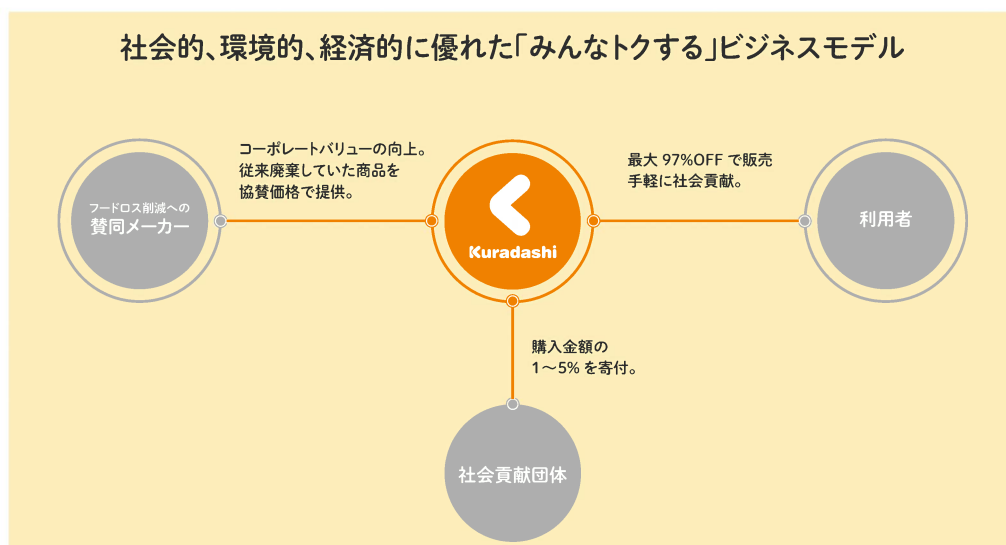 社会的、環境的、経済的に優れた「みんなトクする」ビジネスモデル
コーポレートバリューの向上。
従来廃棄していた商品を
協賛価格で提供。
最大 97%OFF で販売
手軽に社会貢献。
フードロス削減への
賛同メーカー
Kuradashi
利用者
購入金額の
1〜5% を寄付。
社会貢献団体